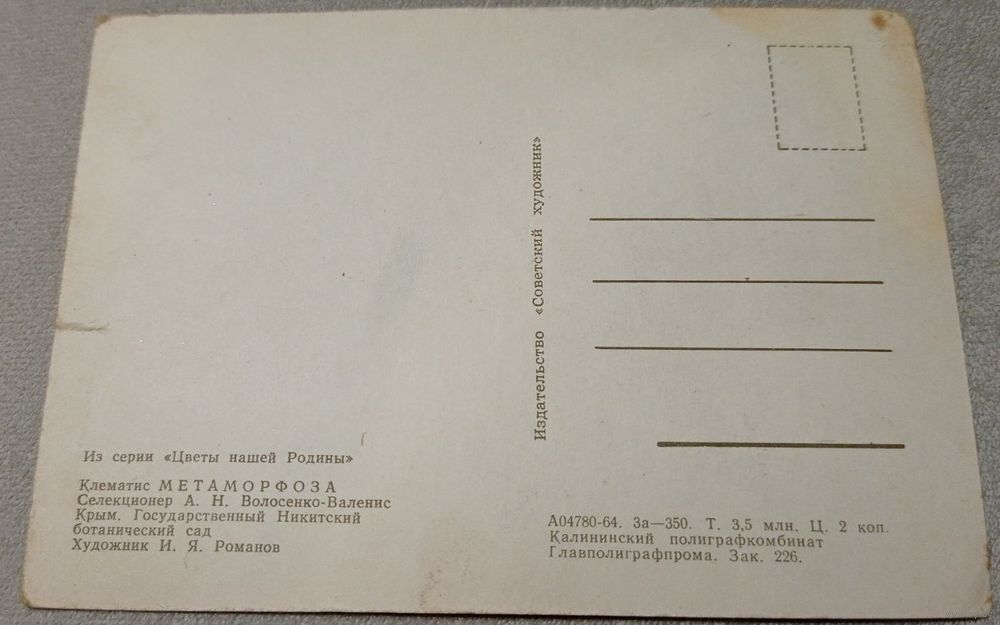 Из серии «Цветы нашей Родины»
Клематис МЕТАМОРФОЗА
Селекционер А. Н. Волосенко-Валенис
Крым. Государственный Никитский
ботанический сад
Художник И. Я. Романов
Издательство «Советский художник»
А04780-64. За—350. Т. 3,5 млн. Ц. 2 коп.
Калининский полиграфкомбинат
Главполиграфпрома. Зак. 226.